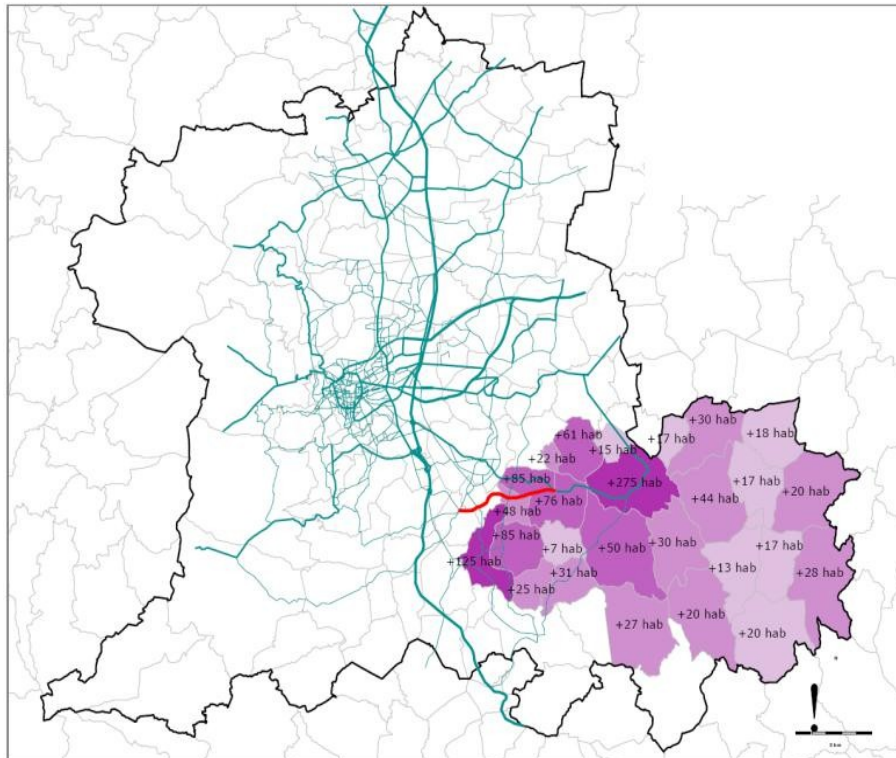 +30 hab
+61 hab
+17 hab
+18 hab
+15 hab
+22 hab
+85 hab
+275 hab
+17 hab
+20 hab
+44 hab
+76 hab
+48 hab
+85 hab
+7 hab
+50 hab
+30 hab
+17 hab
+125 hab
+31 hab
+13 hab
+28 hab
+25 hab
+27 hab
+20 hab
+20 hab